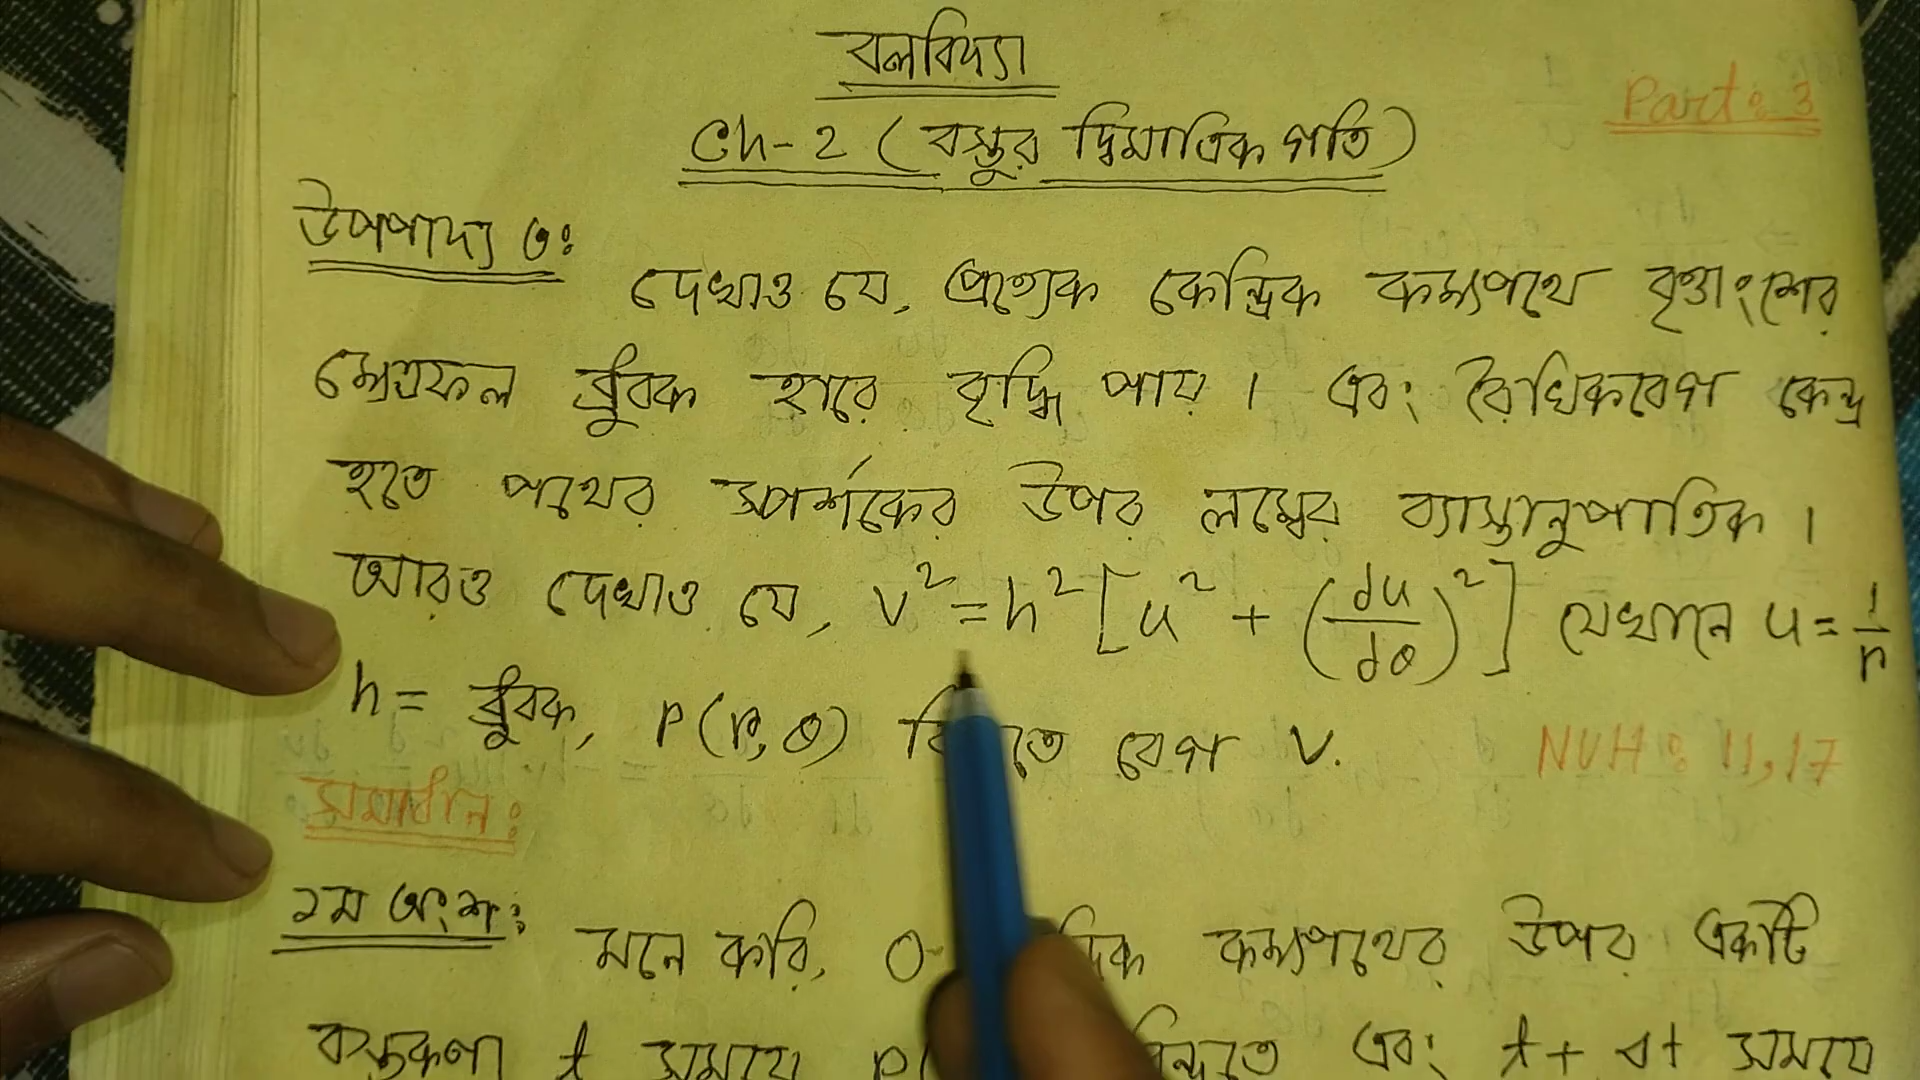 বলবিদ্যা
Part: 3
Ch-2 (বস্তুর দ্বিমাত্রিক গতি)
উপপাদ্য ৩:
দেখাও যে, প্রত্যেক কেন্দ্রিক কক্ষপথে বৃত্তাংশের
ক্ষেত্রফল ধ্রুবক হারে বৃদ্ধি পায়। এবং রৈখিকবেগ কেন্দ্র
হতে পথের স্পর্শকের উপর লম্বের ব্যাস্তানুপাতিক।
আরও দেখাও যে, v² = h² [u² + (du/dθ)²] যেখানে u = 1/r
h = ধ্রুবক, P(r, θ) তে বেগ v.
NUH: 11, 17
সমাধান:
১ম অংশ: মনে করি, O- কক্ষপথের উপর একটি
বস্তুকণা t সময়ে P( এবং t + Δt সময়ে